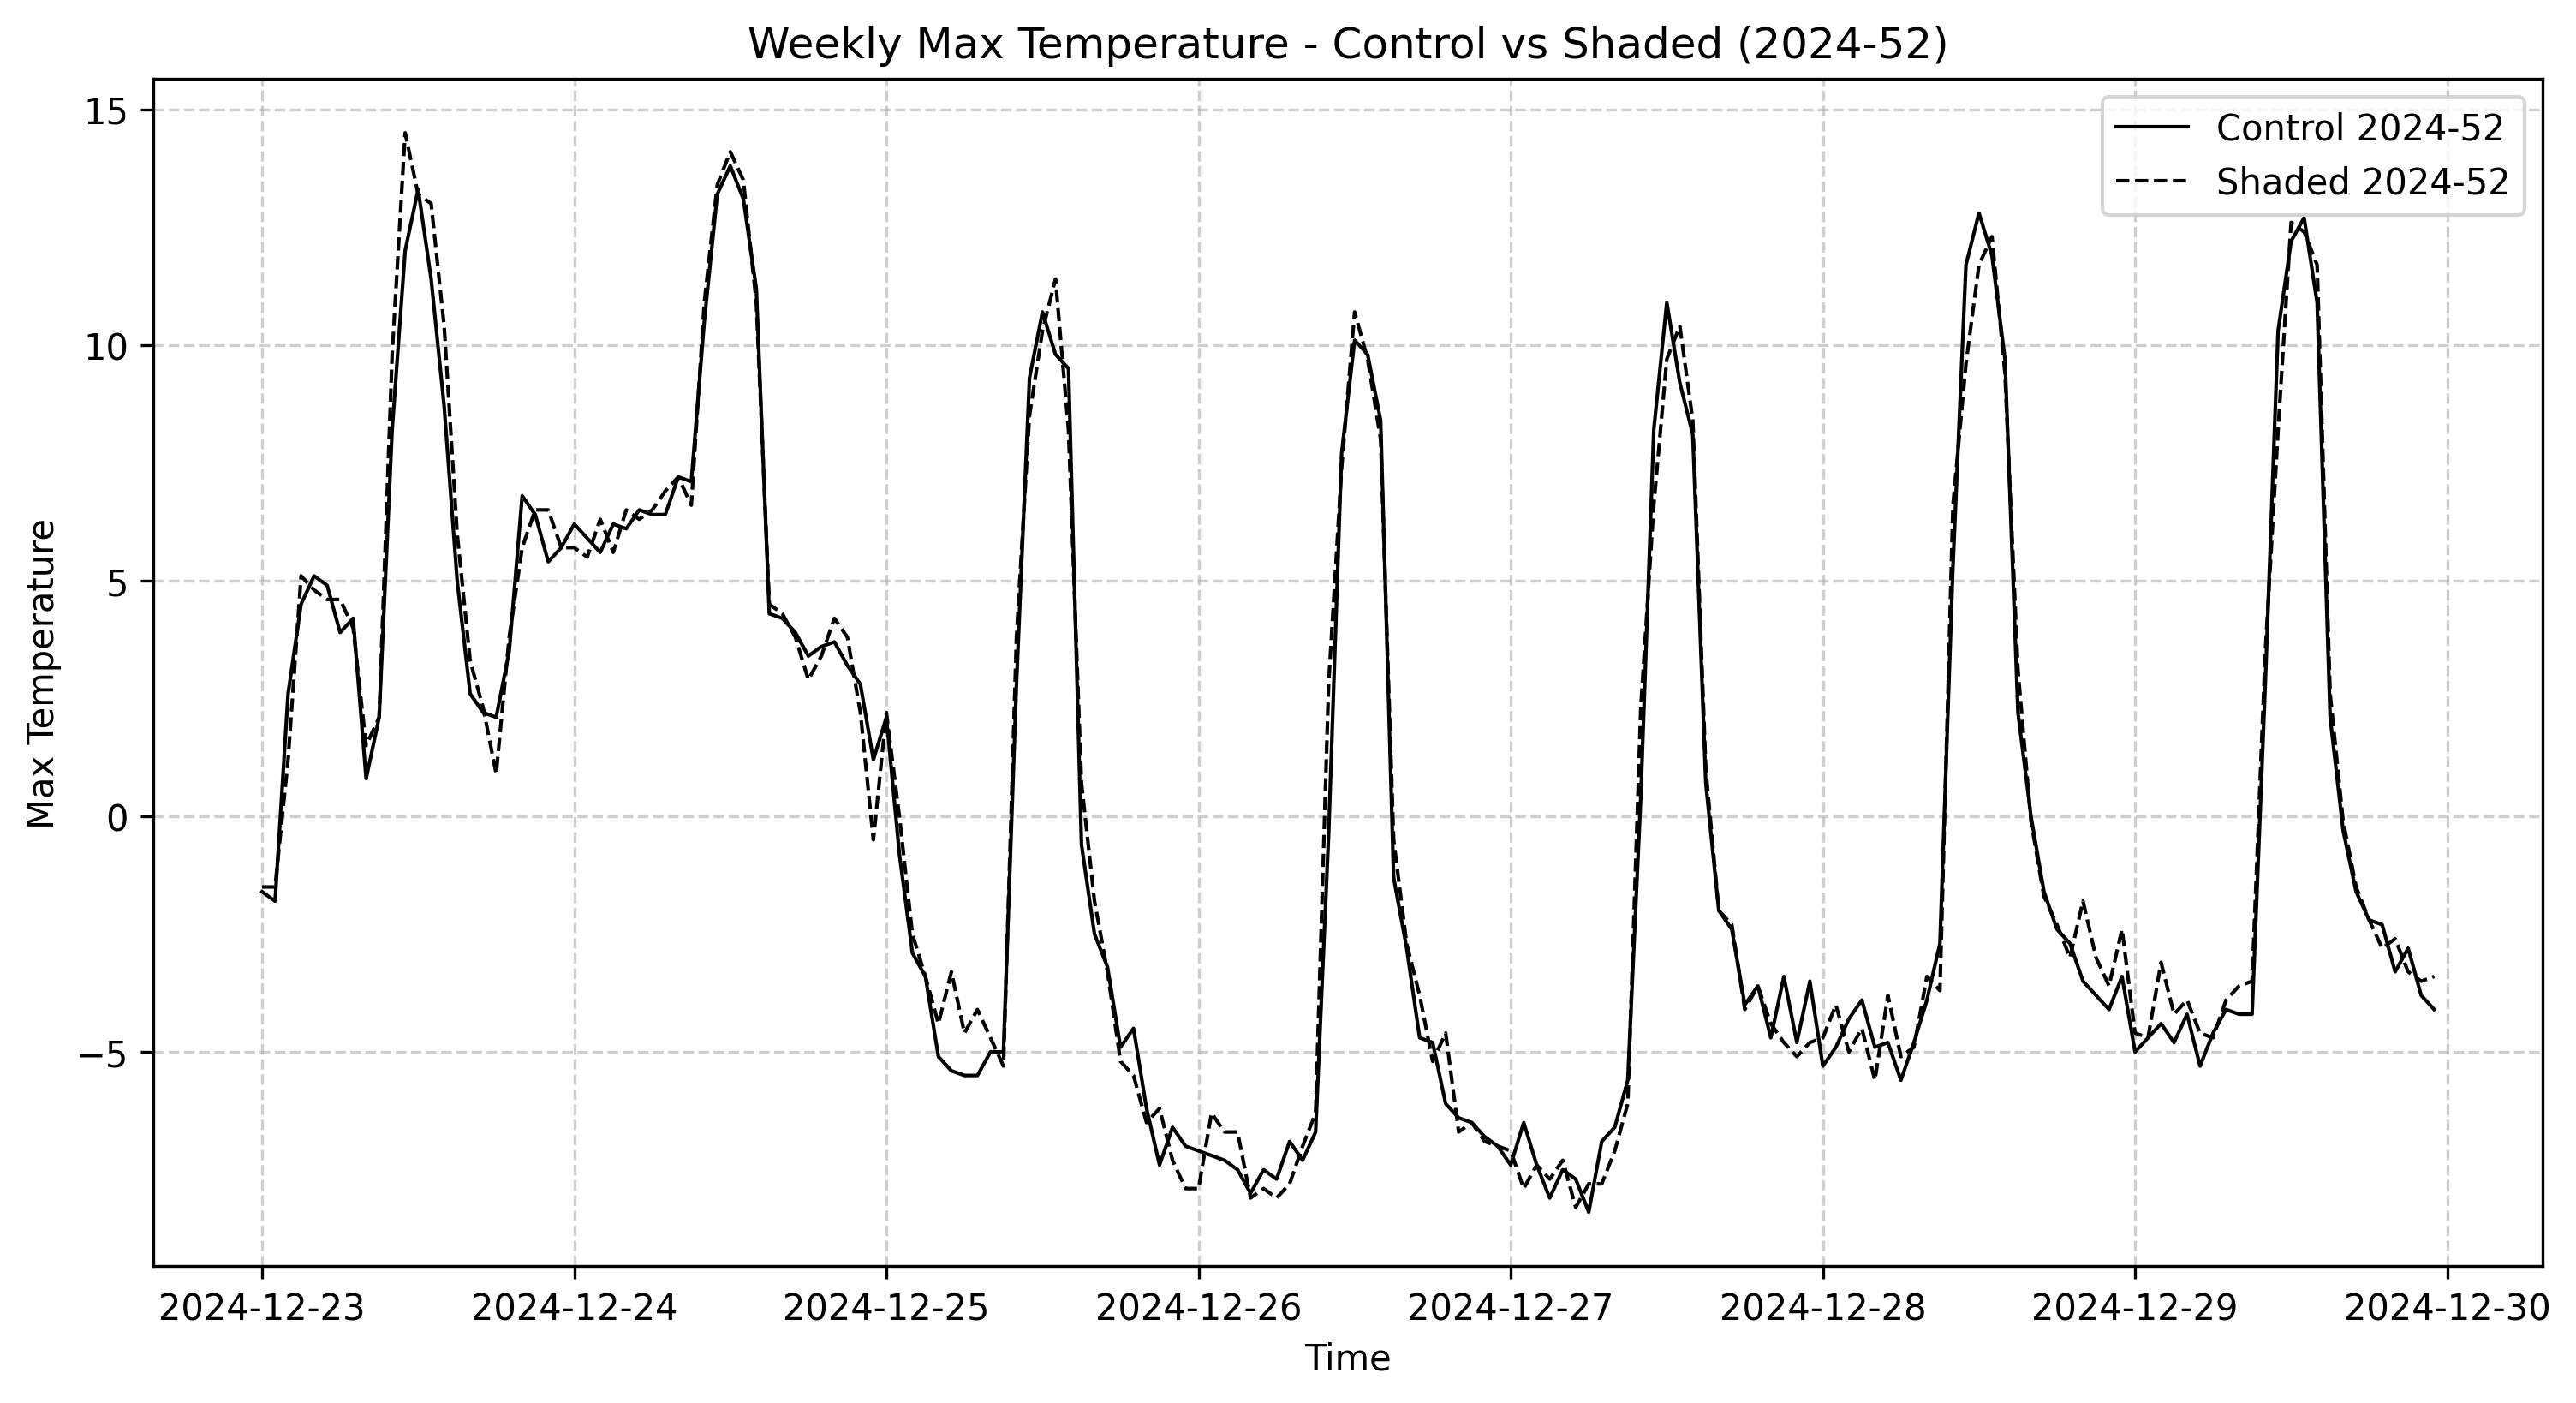 Weekly Max Temperature - Control vs Shaded (2024-52)
Control 2024-52
Shaded 2024-52
Max Temperature
15
10
5
0
−5
2024-12-23 2024-12-24 2024-12-25 2024-12-26 2024-12-27 2024-12-28 2024-12-29 2024-12-30
Time